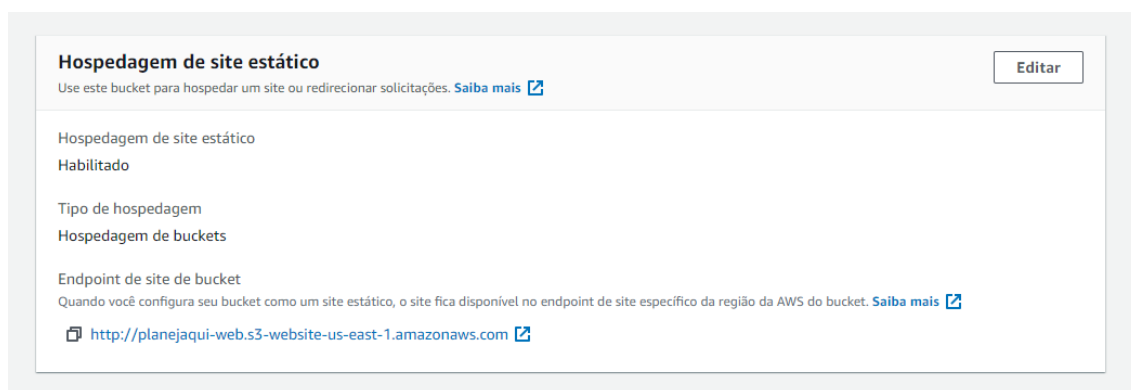 Hospedagem de site estático
Editar
Use este bucket para hospedar um site ou redirecionar solicitações. Saiba mais
Hospedagem de site estático
Habilitado
Tipo de hospedagem
Hospedagem de buckets
Endpoint de site de bucket
Quando você configura seu bucket como um site estático, o site fica disponível no endpoint de site específico da região da AWS do bucket. Saiba mais
http://planejaqui-web.s3-website-us-east-1.amazonaws.com